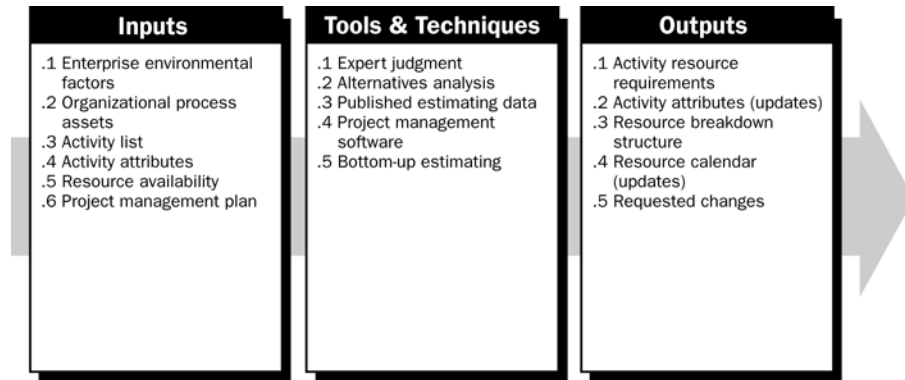 Inputs
.1 Enterprise environmental
factors
.2 Organizational process
assets
.3 Activity list
.4 Activity attributes
.5 Resource availability
.6 Project management plan
Tools & Techniques
.1 Expert judgment
.2 Alternatives analysis
.3 Published estimating data
.4 Project management
software
.5 Bottom-up estimating
Outputs
.1 Activity resource
requirements
.2 Activity attributes (updates)
.3 Resource breakdown
structure
.4 Resource calendar
(updates)
.5 Requested changes